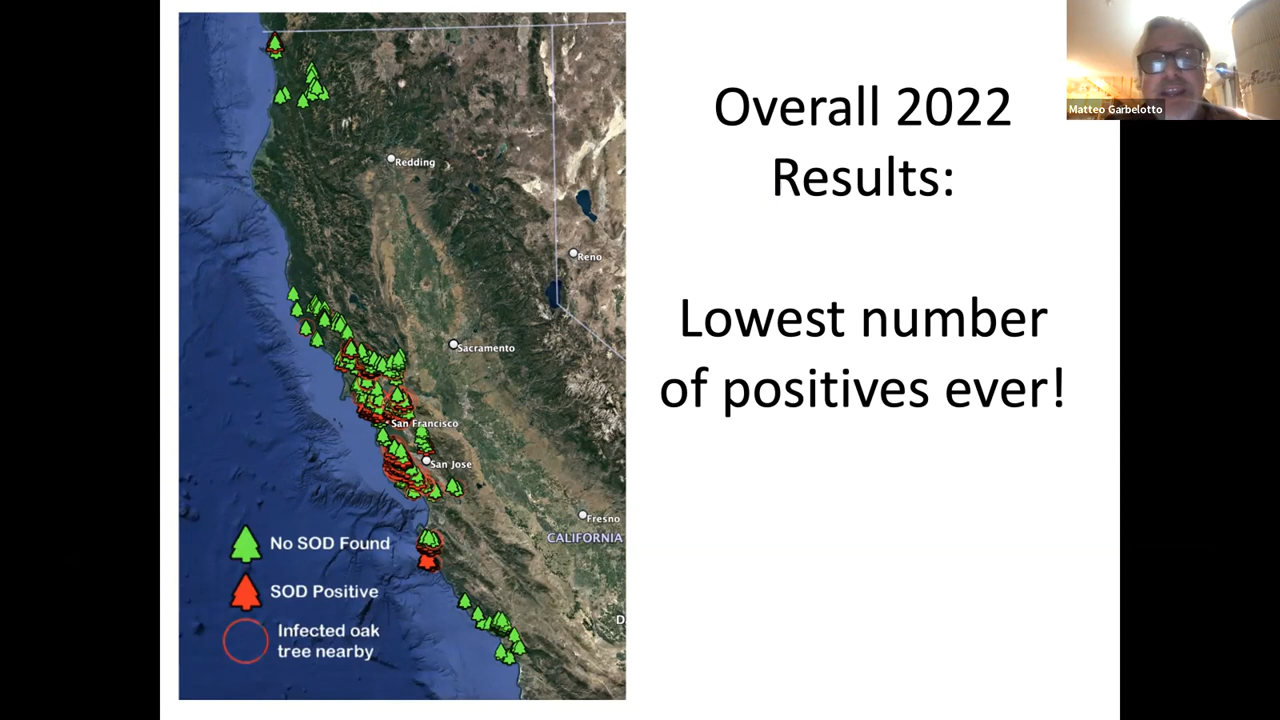 Overall 2022
Results:
Lowest number
of positives ever!
Matteo Garbelotto
Redding
Reno
Sacramento
San Francisco
San Jose
Fresno
CALIFORNIA
D
No SOD Found
SOD Positive
Infected oak
tree nearby